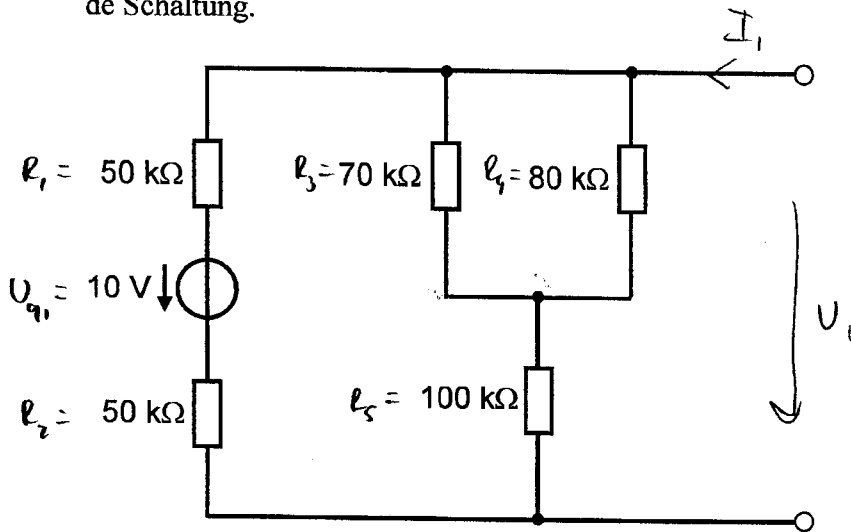 de Schaltung.
I₁
R₁ = 50 kΩ
R₃ = 70 kΩ
R₄ = 80 kΩ
U_q1 = 10 V
U₁
R₂ = 50 kΩ
R₅ = 100 kΩ